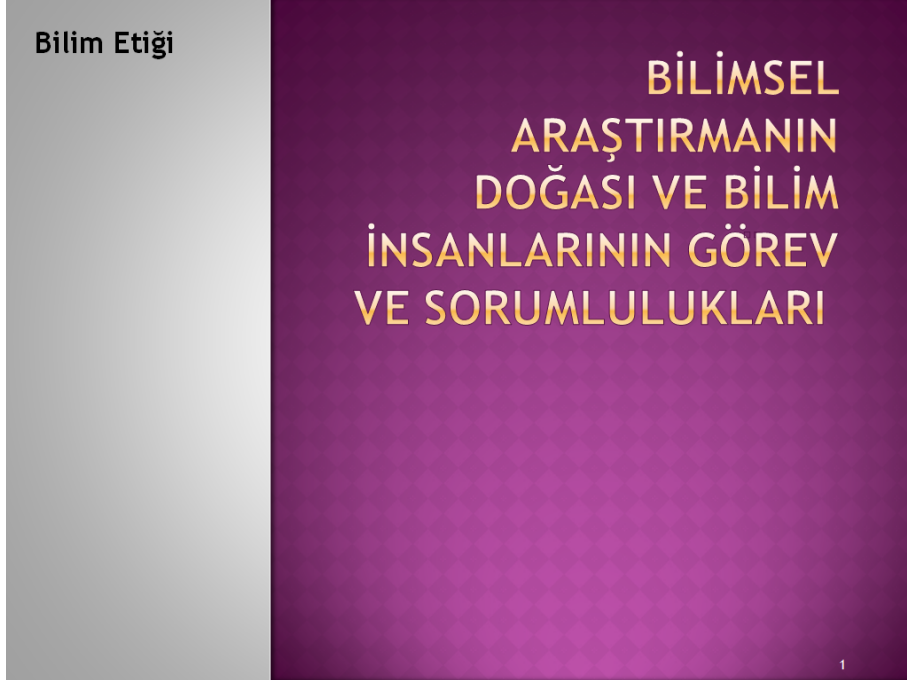 Bilim Etiği
BİLİMSEL
ARAŞTIRMANIN
DOĞASI VE BİLİM
İNSANLARININ GÖREV
VE SORUMLULUKLARI
1